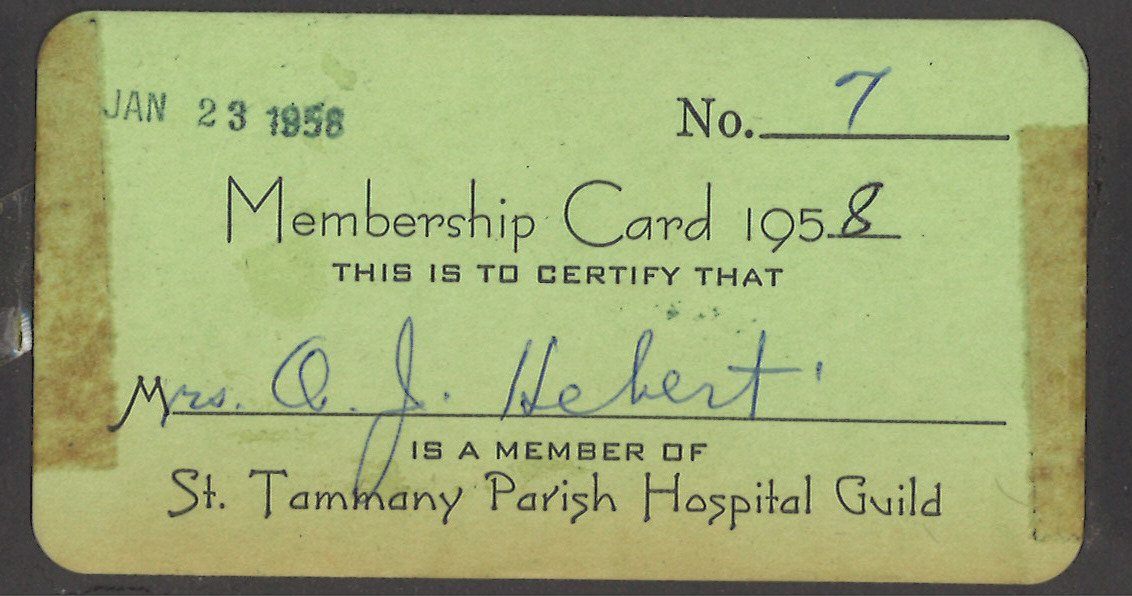 JAN 23 1958
No. 7
Membership Card 1958
THIS IS TO CERTIFY THAT
Mrs. O. J. Hebert
IS A MEMBER OF
St. Tammany Parish Hospital Guild